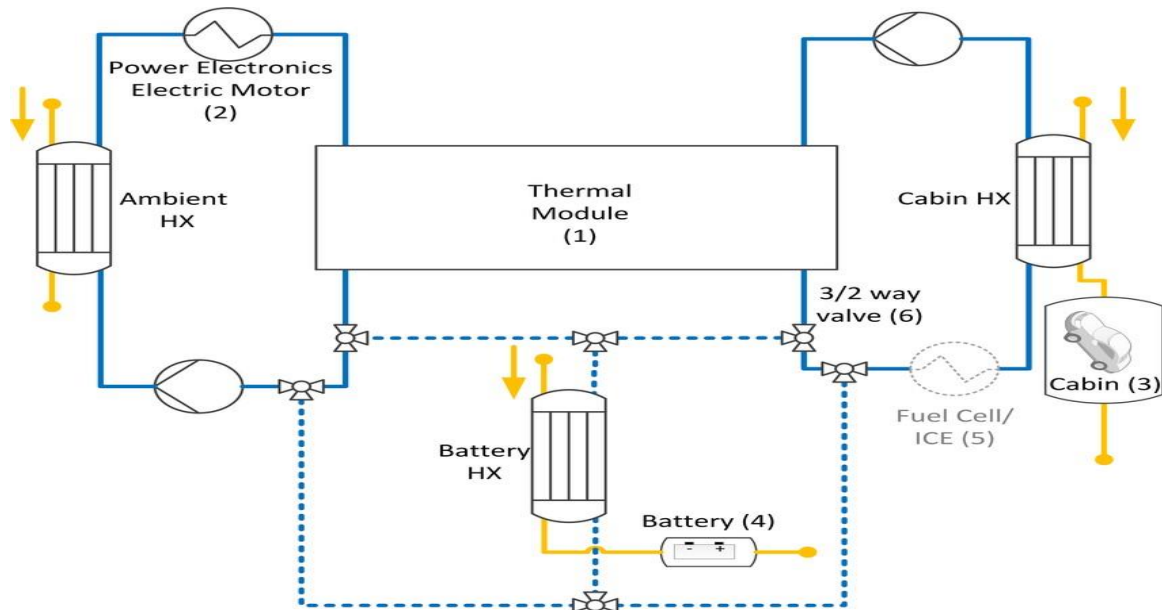 Power Electronics
Electric Motor
(2)
Ambient
HX
Thermal
Module
(1)
Cabin HX
3/2 way
valve (6)
Cabin (3)
Fuel Cell/
ICE (5)
Battery
HX
Battery (4)
- +